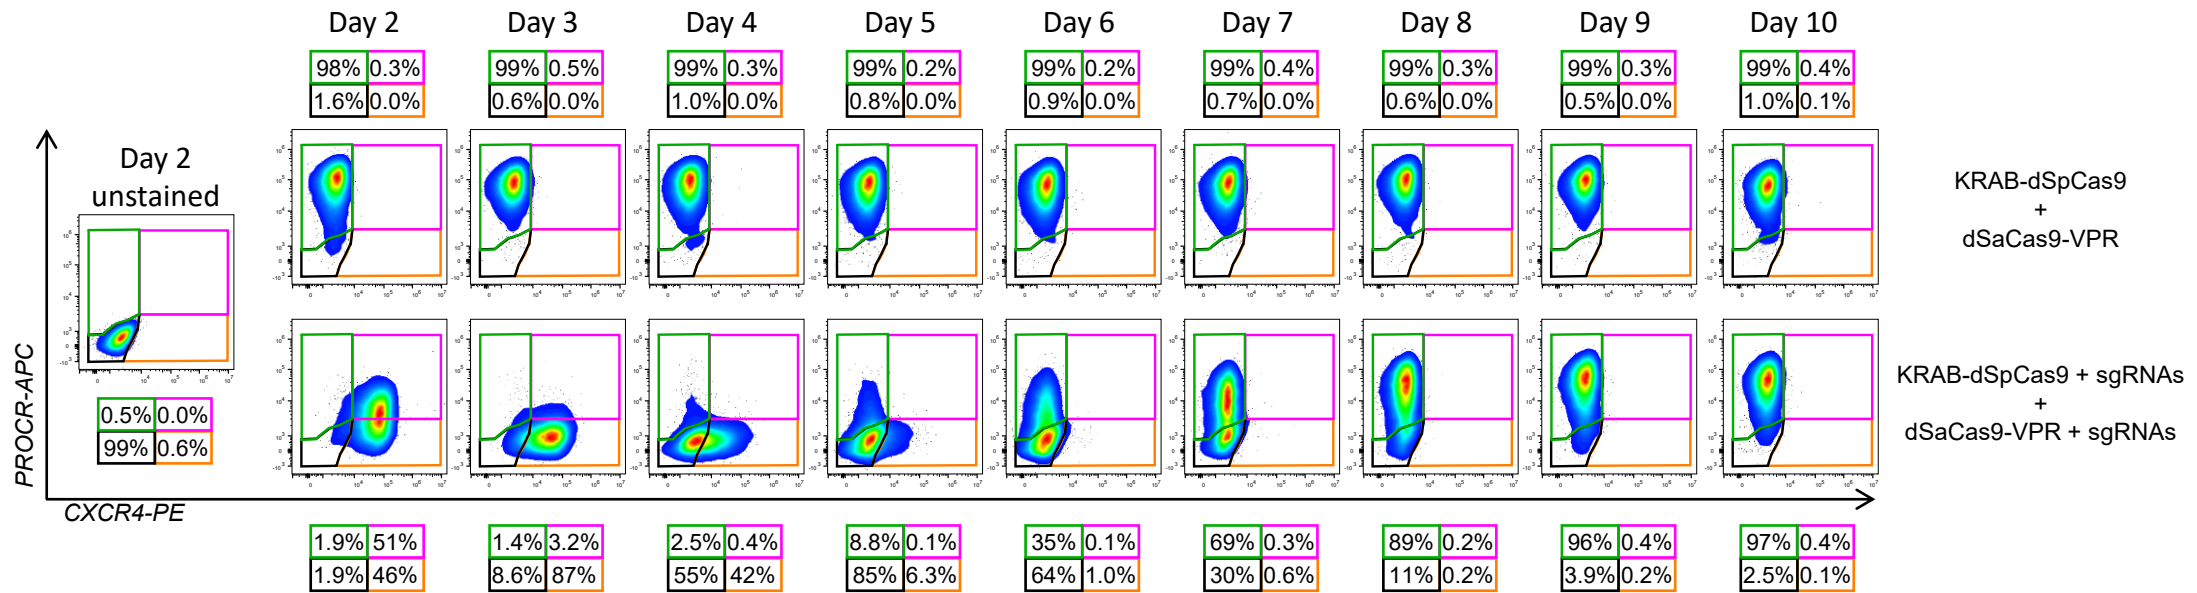 Day 2 Day 3 Day 4 Day 5 Day 6 Day 7 Day 8 Day 9 Day 10
98% 0.3% 99% 0.5% 99% 0.3% 99% 0.2% 99% 0.2% 99% 0.4% 99% 0.3% 99% 0.3% 99% 0.4%
1.6% 0.0% 0.6% 0.0% 1.0% 0.0% 0.8% 0.0% 0.9% 0.0% 0.7% 0.0% 0.6% 0.0% 0.5% 0.0% 1.0% 0.1%
Day 2
unstained
KRAB-dSpCas9
+
dSaCas9-VPR
PROCR-APC
KRAB-dSpCas9 + sgRNAs
+
dSaCas9-VPR + sgRNAs
0.5% 0.0%
99% 0.6%
CXCR4-PE
1.9% 51% 1.4% 3.2% 2.5% 0.4% 8.8% 0.1% 35% 0.1% 69% 0.3% 89% 0.2% 96% 0.4% 97% 0.4%
1.9% 46% 8.6% 87% 55% 42% 85% 6.3% 64% 1.0% 30% 0.6% 11% 0.2% 3.9% 0.2% 2.5% 0.1%